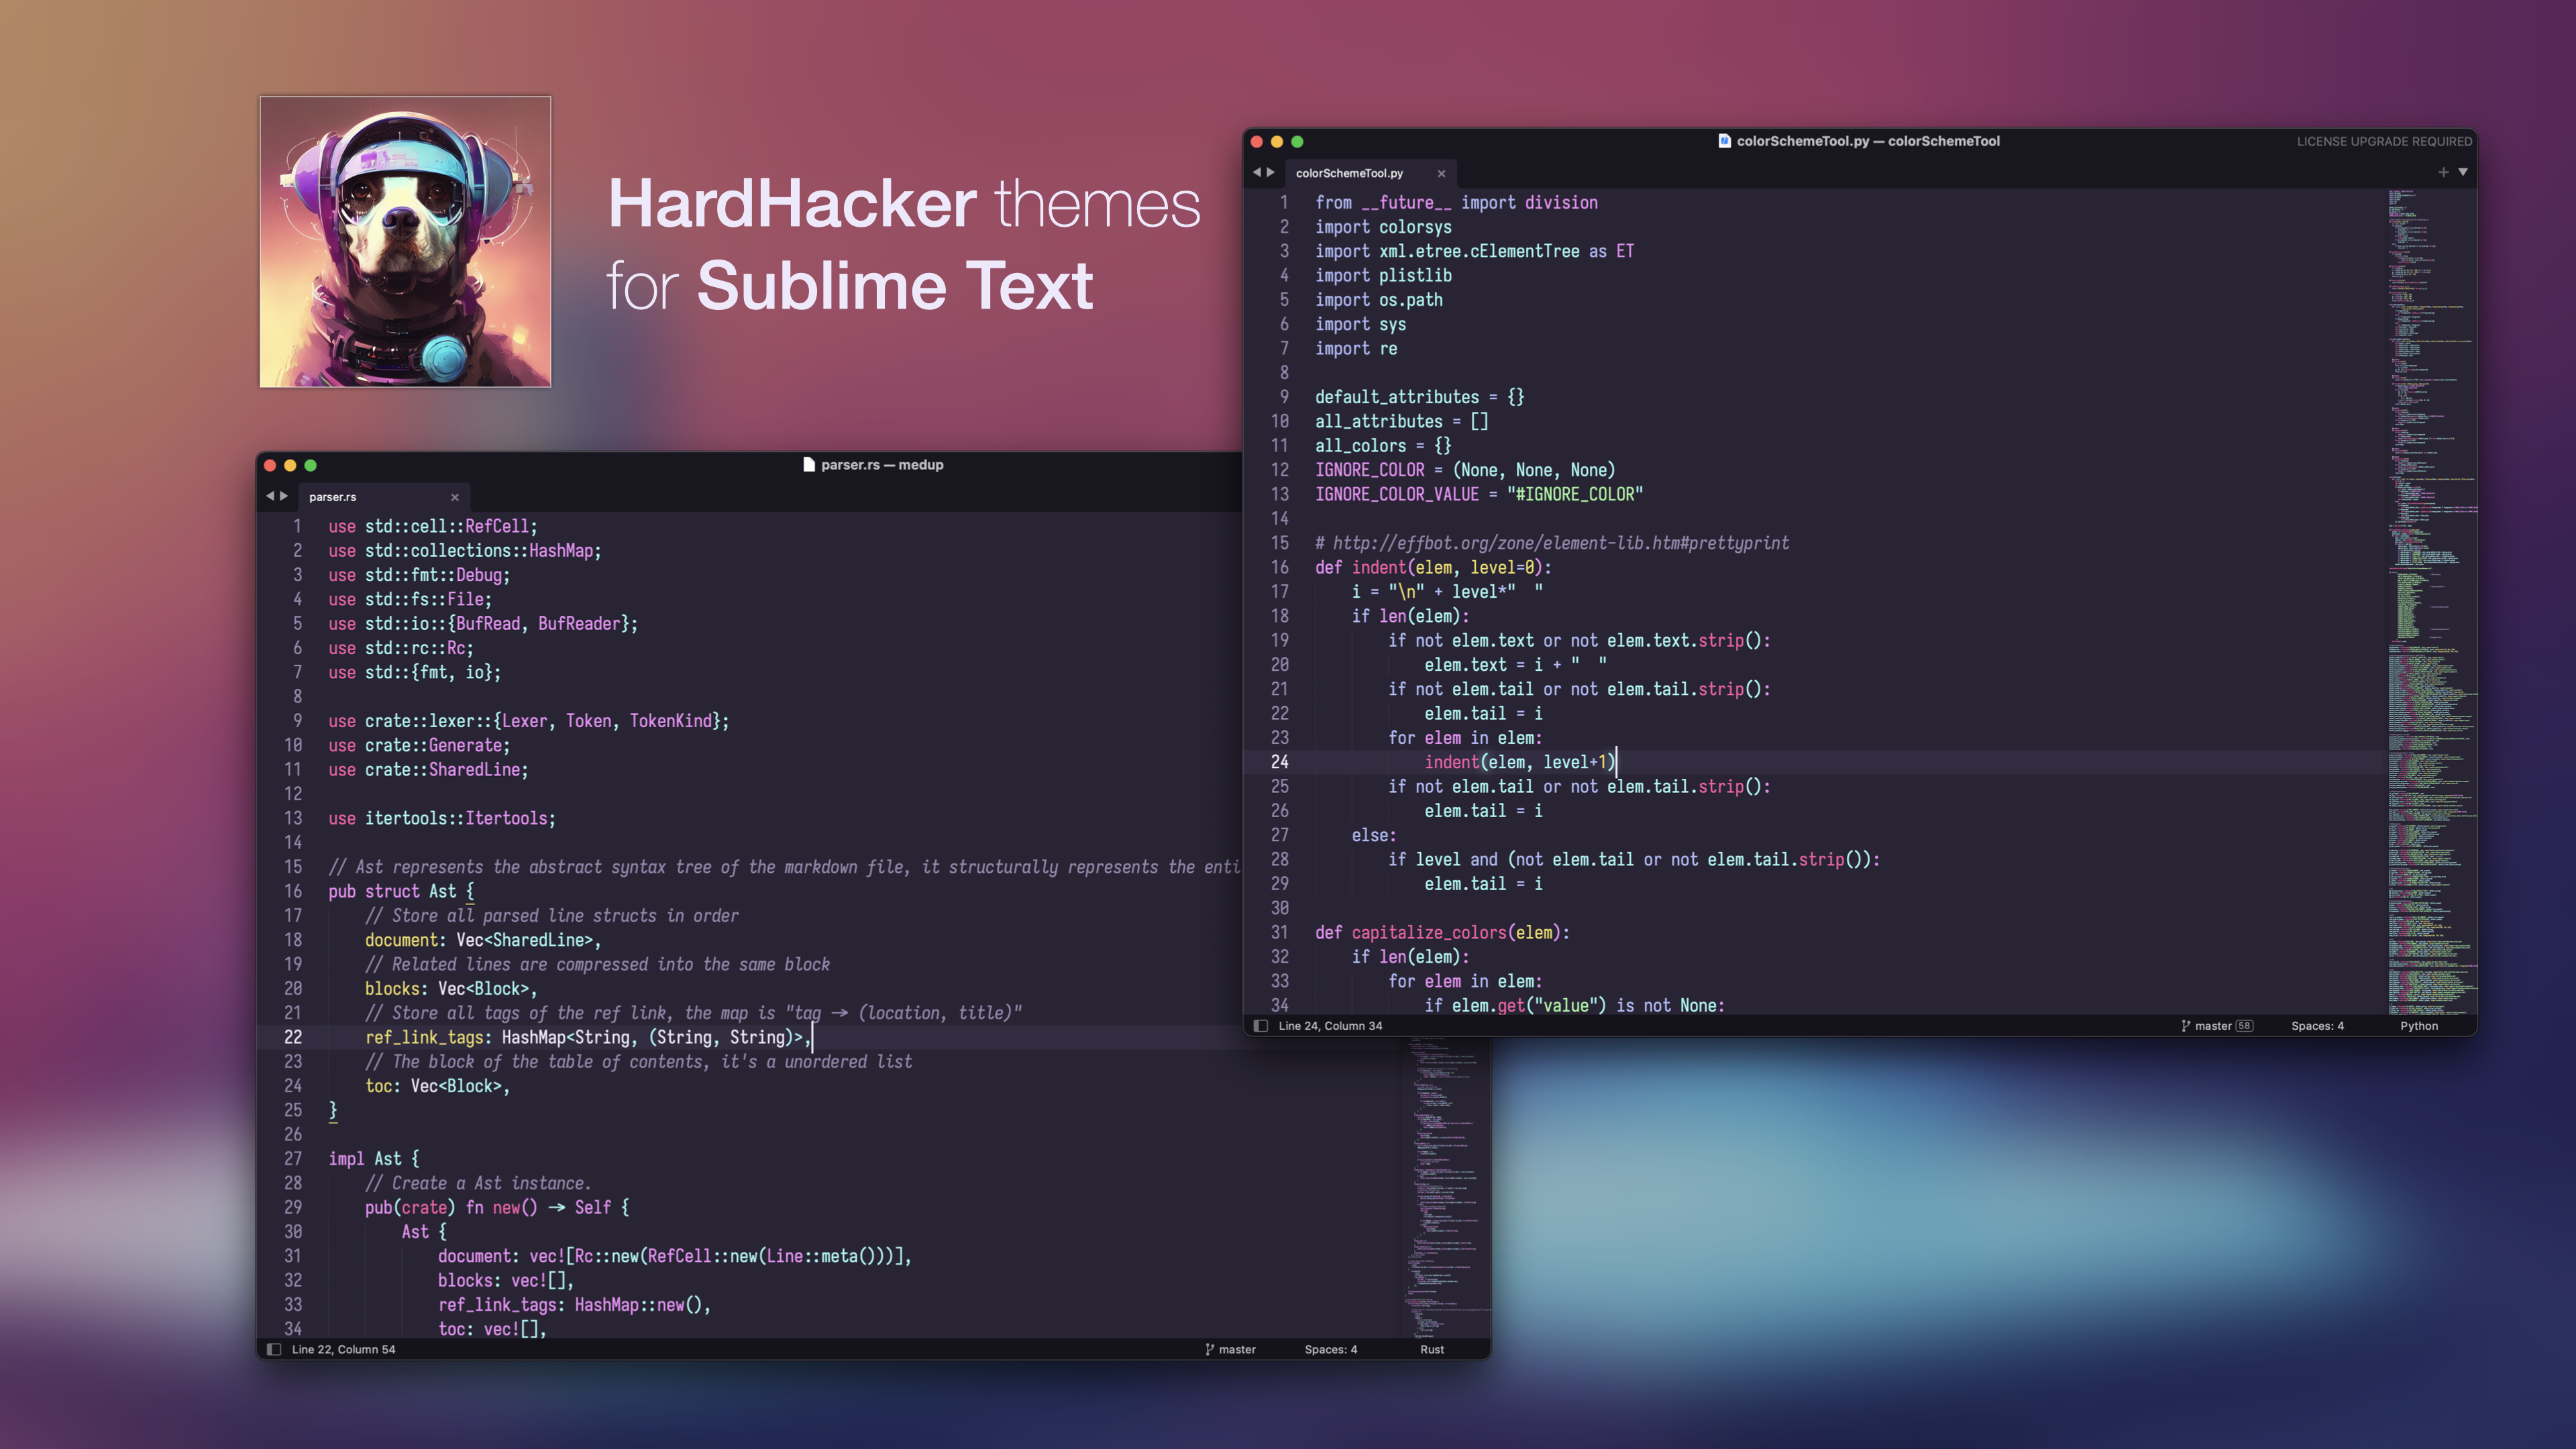 HardHacker themes
for Sublime Text
parser.rs — medup
parser.rs
1 use std::cell::RefCell;
2 use std::collections::HashMap;
3 use std::fmt::Debug;
4 use std::fs::File;
5 use std::io::{BufRead, BufReader};
6 use std::rc::Rc;
7 use std::{fmt, io};
8
9 use crate::lexer::{Lexer, Token, TokenKind};
10 use crate::Generate;
11 use crate::SharedLine;
12
13 use itertools::Itertools;
14
15 // Ast represents the abstract syntax tree of the markdown file, it structurally represents the enti
16 pub struct Ast {
17 // Store all parsed line structs in order
18 document: Vec<SharedLine>,
19 // Related lines are compressed into the same block
20 blocks: Vec<Block>,
21 // Store all tags of the ref link, the map is "tag → (location, title)"
22 ref_link_tags: HashMap<String, (String, String)>,
23 // The block of the table of contents, it's a unordered list
24 toc: Vec<Block>,
25 }
26
27 impl Ast {
28 // Create a Ast instance.
29 pub(crate) fn new() → Self {
30 Ast {
31 document: vec![Rc::new(RefCell::new(Line::meta()))],
32 blocks: vec![],
33 ref_link_tags: HashMap::new(),
34 toc: vec![],
Line 22, Column 54 master Spaces: 4 Rust
colorSchemeTool.py — colorSchemeTool LICENSE UPGRADE REQUIRED
colorSchemeTool.py
1 from __future__ import division
2 import colorsys
3 import xml.etree.cElementTree as ET
4 import plistlib
5 import os.path
6 import sys
7 import re
8
9 default_attributes = {}
10 all_attributes = []
11 all_colors = {}
12 IGNORE_COLOR = (None, None, None)
13 IGNORE_COLOR_VALUE = "#IGNORE_COLOR"
14
15 # http://effbot.org/zone/element-lib.htm#prettyprint
16 def indent(elem, level=0):
17 i = "\n" + level*"  "
18 if len(elem):
19 if not elem.text or not elem.text.strip():
20 elem.text = i + "  "
21 if not elem.tail or not elem.tail.strip():
22 elem.tail = i
23 for elem in elem:
24 indent(elem, level+1)
25 if not elem.tail or not elem.tail.strip():
26 elem.tail = i
27 else:
28 if level and (not elem.tail or not elem.tail.strip()):
29 elem.tail = i
30
31 def capitalize_colors(elem):
32 if len(elem):
33 for elem in elem:
34 if elem.get("value") is not None:
Line 24, Column 34 master 58 Spaces: 4 Python